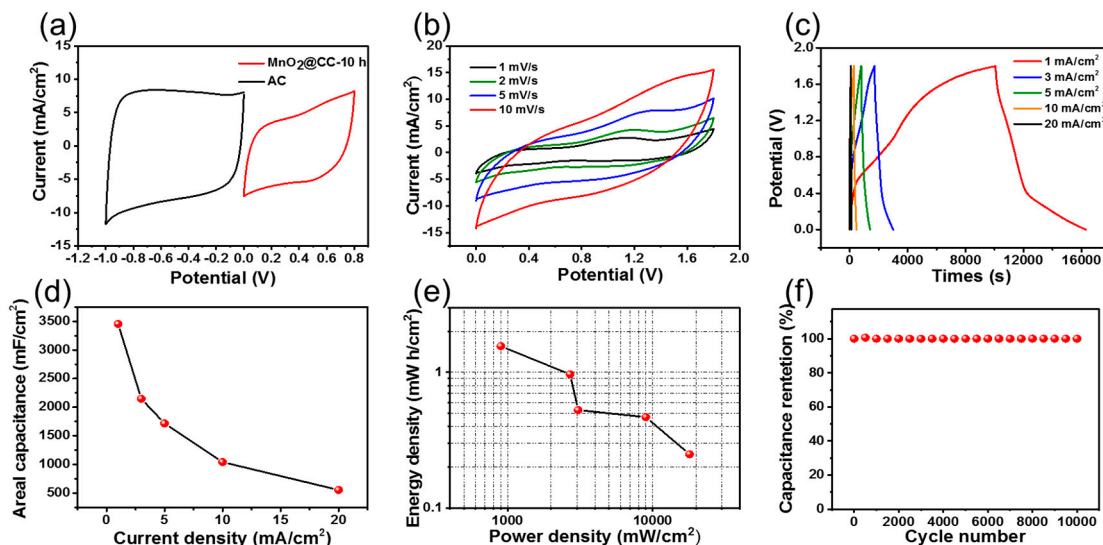 (a)
MnO2@CC-10 h
AC
Current (mA/cm2)
15
10
5
0
-5
-10
-15
-1.2 -1.0 -0.8 -0.6 -0.4 -0.2 0.0 0.2 0.4 0.6 0.8
Potential (V)
(b)
1 mV/s
2 mV/s
5 mV/s
10 mV/s
Current (mA/cm2)
20
15
10
5
0
-5
-10
-15
0.0 0.4 0.8 1.2 1.6 2.0
Potential (V)
(c)
1 mA/cm2
3 mA/cm2
5 mA/cm2
10 mA/cm2
20 mA/cm2
Potential (V)
2.0
1.6
1.2
0.8
0.4
0.0
0 4000 8000 12000 16000
Times (s)
(d)
Areal capacitance (mF/cm2)
3500
3000
2500
2000
1500
1000
500
0 5 10 15 20
Current density (mA/cm2)
(e)
Energy density (mW h/cm2)
1
0.1
1000 10000
Power density (mW/cm2)
(f)
Capacitance rentetion (%)
120
100
80
60
40
20
0
0 2000 4000 6000 8000 10000
Cycle number